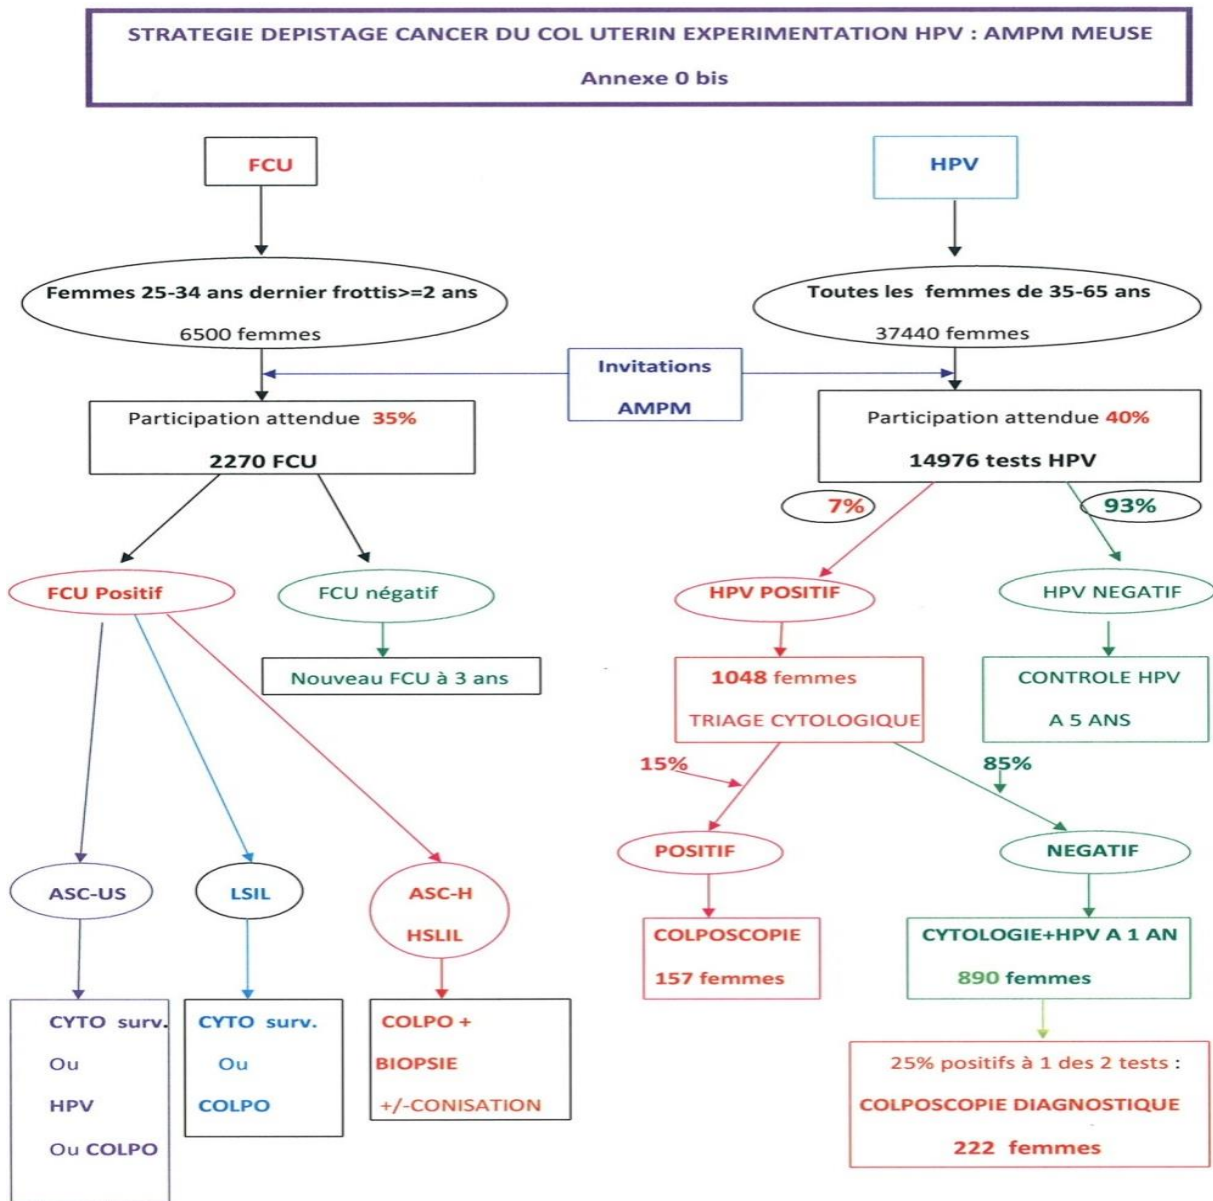 STRATEGIE DEPISTAGE CANCER DU COL UTERIN EXPERIMENTATION HPV : AMPM MEUSE
Annexe 0 bis
FCU
HPV
Femmes 25-34 ans dernier frottis>=2 ans
6500 femmes
Toutes les femmes de 35-65 ans
37440 femmes
Invitations
AMPM
Participation attendue 35%
2270 FCU
Participation attendue 40%
14976 tests HPV
7%
93%
FCU Positif
FCU négatif
HPV POSITIF
HPV NEGATIF
Nouveau FCU à 3 ans
1048 femmes
TRIAGE CYTOLOGIQUE
CONTROLE HPV
A 5 ANS
15%
85%
POSITIF
NEGATIF
ASC-US
LSIL
ASC-H
HSLIL
COLPOSCOPIE
157 femmes
CYTOLOGIE+HPV A 1 AN
890 femmes
CYTO surv.
Ou
HPV
Ou COLPO
CYTO surv.
Ou
COLPO
COLPO +
BIOPSIE
+/-CONISATION
25% positifs à 1 des 2 tests :
COLPOSCOPIE DIAGNOSTIQUE
222 femmes